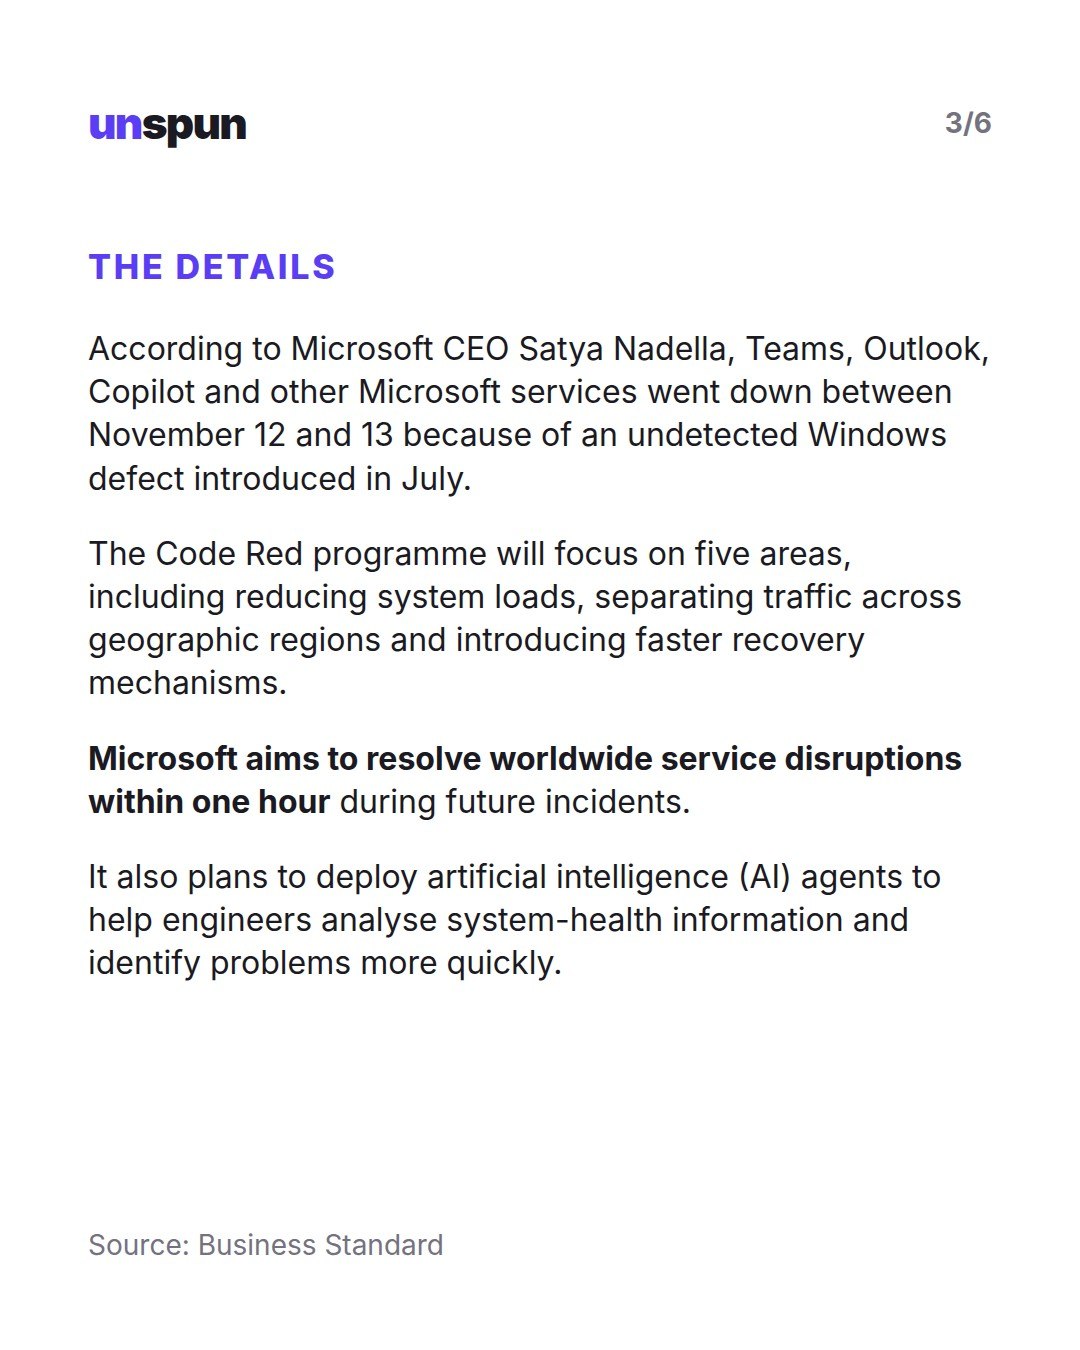 unspun
3/6
THE DETAILS
According to Microsoft CEO Satya Nadella, Teams, Outlook,
Copilot and other Microsoft services went down between
November 12 and 13 because of an undetected Windows
defect introduced in July.
The Code Red programme will focus on five areas,
including reducing system loads, separating traffic across
geographic regions and introducing faster recovery
mechanisms.
Microsoft aims to resolve worldwide service disruptions
within one hour during future incidents.
It also plans to deploy artificial intelligence (AI) agents to
help engineers analyse system-health information and
identify problems more quickly.
Source: Business Standard